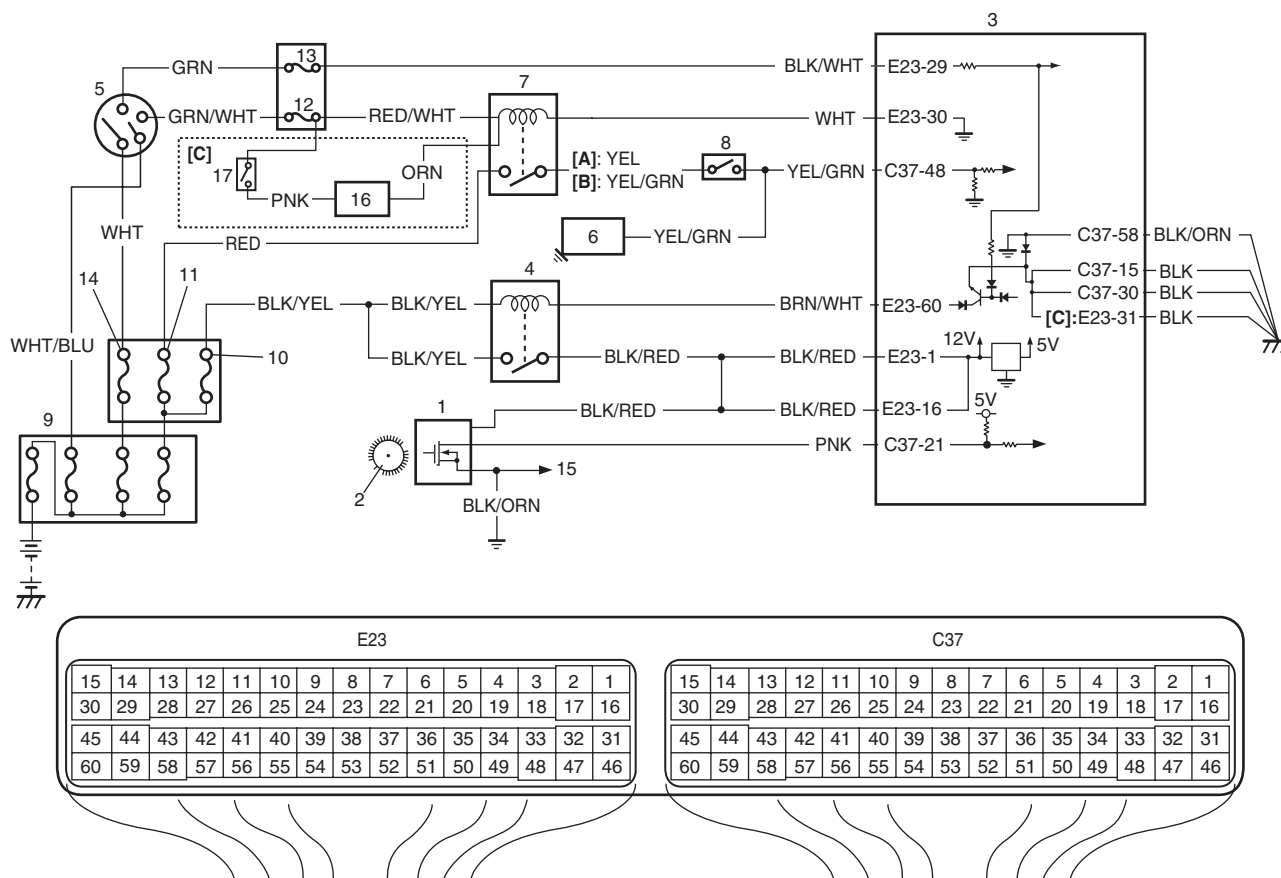 3
13
GRN
BLK/WHT
E23-29
5
7
12
GRN/WHT
RED/WHT
WHT
E23-30
[C]
8
[A]: YEL
ORN
17
[B]: YEL/GRN
YEL/GRN
C37-48
PNK
16
WHT
C37-58
BLK/ORN
RED
6
YEL/GRN
14
11
4
C37-15
BLK
C37-30
BLK
BLK/YEL
BLK/YEL
BRN/WHT
E23-60
[C]:E23-31
BLK
WHT/BLU
12V
5V
10
BLK/YEL
BLK/RED
BLK/RED
E23-1
9
1
BLK/RED
BLK/RED
E23-16
5V
PNK
C37-21
2
15
BLK/ORN
E23
C37
15 14 13 12 11 10 9 8 7 6 5 4 3 2 1
15 14 13 12 11 10 9 8 7 6 5 4 3 2 1
30 29 28 27 26 25 24 23 22 21 20 19 18 17 16
30 29 28 27 26 25 24 23 22 21 20 19 18 17 16
45 44 43 42 41 40 39 38 37 36 35 34 33 32 31
45 44 43 42 41 40 39 38 37 36 35 34 33 32 31
60 59 58 57 56 55 54 53 52 51 50 49 48 47 46
60 59 58 57 56 55 54 53 52 51 50 49 48 47 46